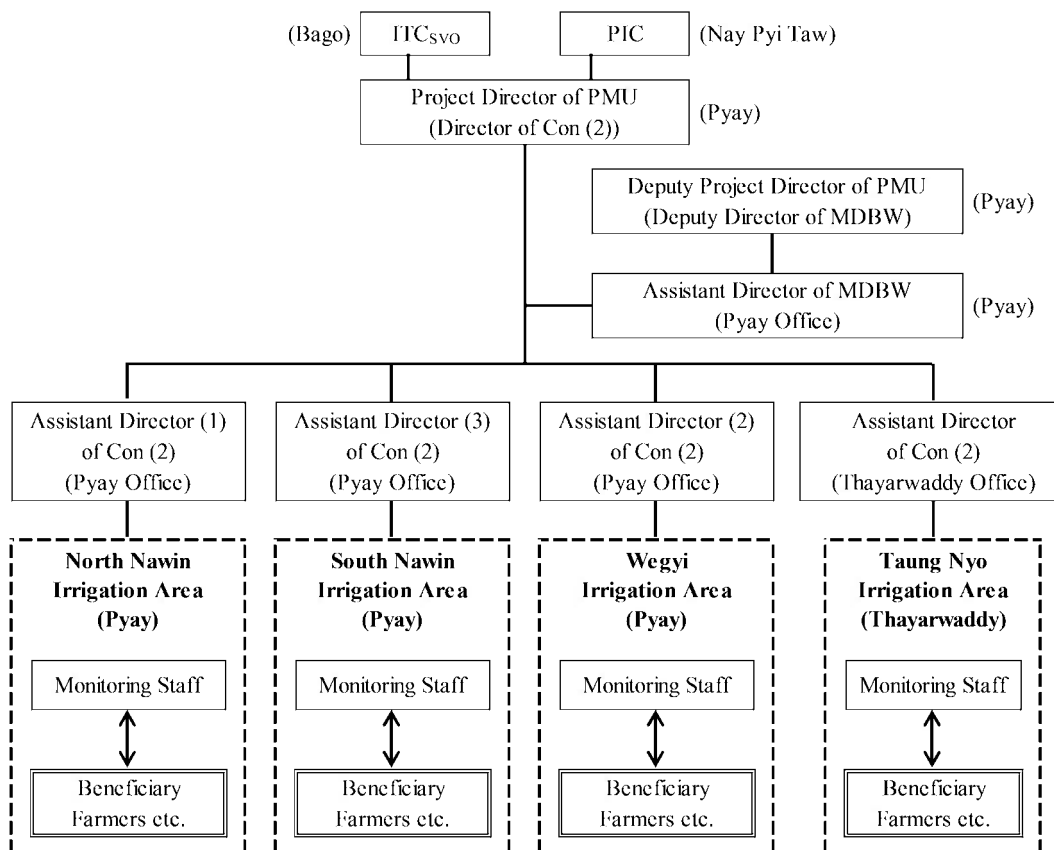 (Bago) ITCSVO PIC (Nay Pyi Taw)
Project Director of PMU
(Director of Con (2))
(Pyay)
Deputy Project Director of PMU
(Deputy Director of MDBW)
(Pyay)
Assistant Director of MDBW
(Pyay Office)
(Pyay)
Assistant Director (1)
of Con (2)
(Pyay Office)
Assistant Director (3)
of Con (2)
(Pyay Office)
Assistant Director (2)
of Con (2)
(Pyay Office)
Assistant Director
of Con (2)
(Thayarwaddy Office)
North Nawin
Irrigation Area
(Pyay)
Monitoring Staff
Beneficiary
Farmers etc.
South Nawin
Irrigation Area
(Pyay)
Monitoring Staff
Beneficiary
Farmers etc.
Wegyi
Irrigation Area
(Pyay)
Monitoring Staff
Beneficiary
Farmers etc.
Taung Nyo
Irrigation Area
(Thayarwaddy)
Monitoring Staff
Beneficiary
Farmers etc.